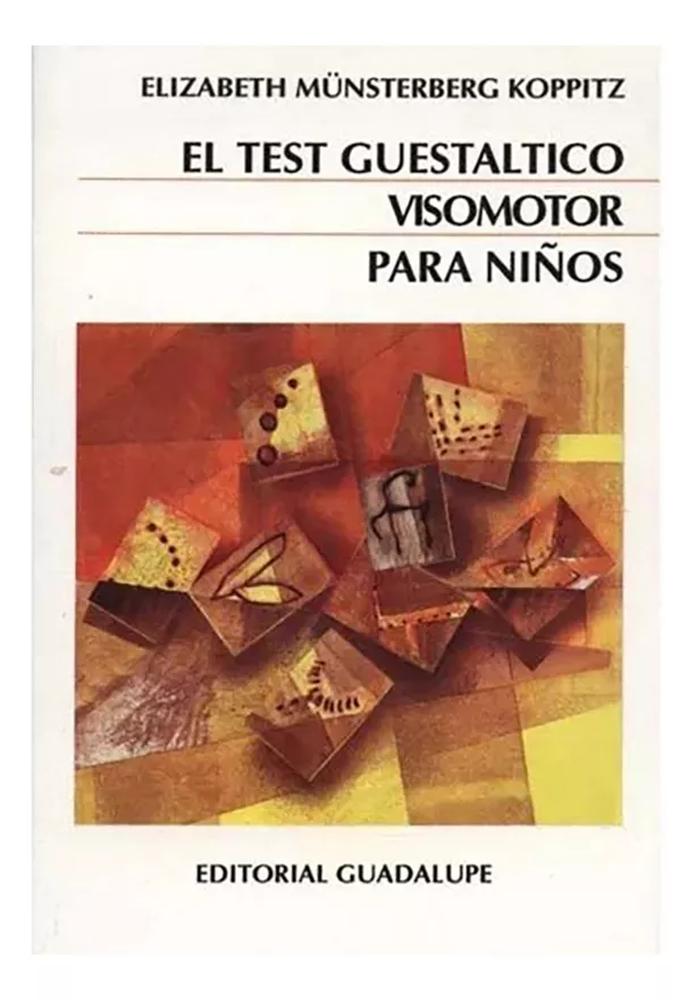 ELIZABETH MÜNSTERBERG KOPPITZ
EL TEST GUESTALTICO
VISOMOTOR
PARA NIÑOS
EDITORIAL GUADALUPE